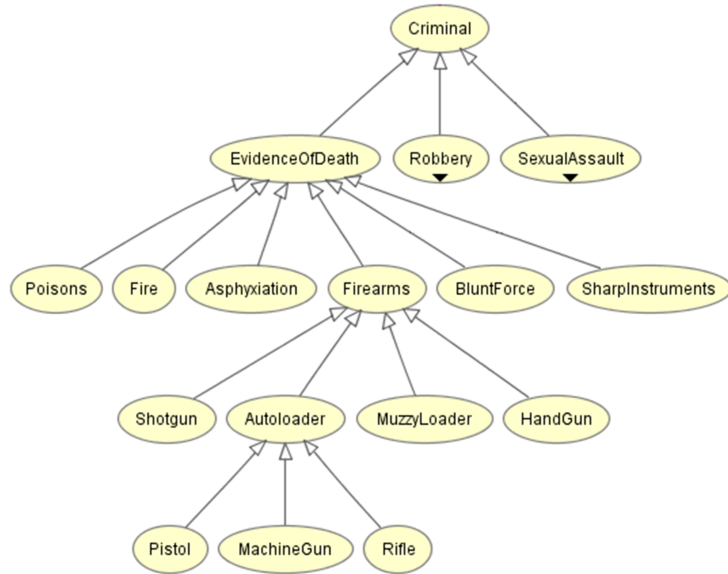 Criminal
EvidenceOfDeath
Robbery
SexualAssault
Poisons
Fire
Asphyxiation
Firearms
BluntForce
SharpInstruments
Shotgun
Autoloader
MuzzyLoader
HandGun
Pistol
MachineGun
Rifle